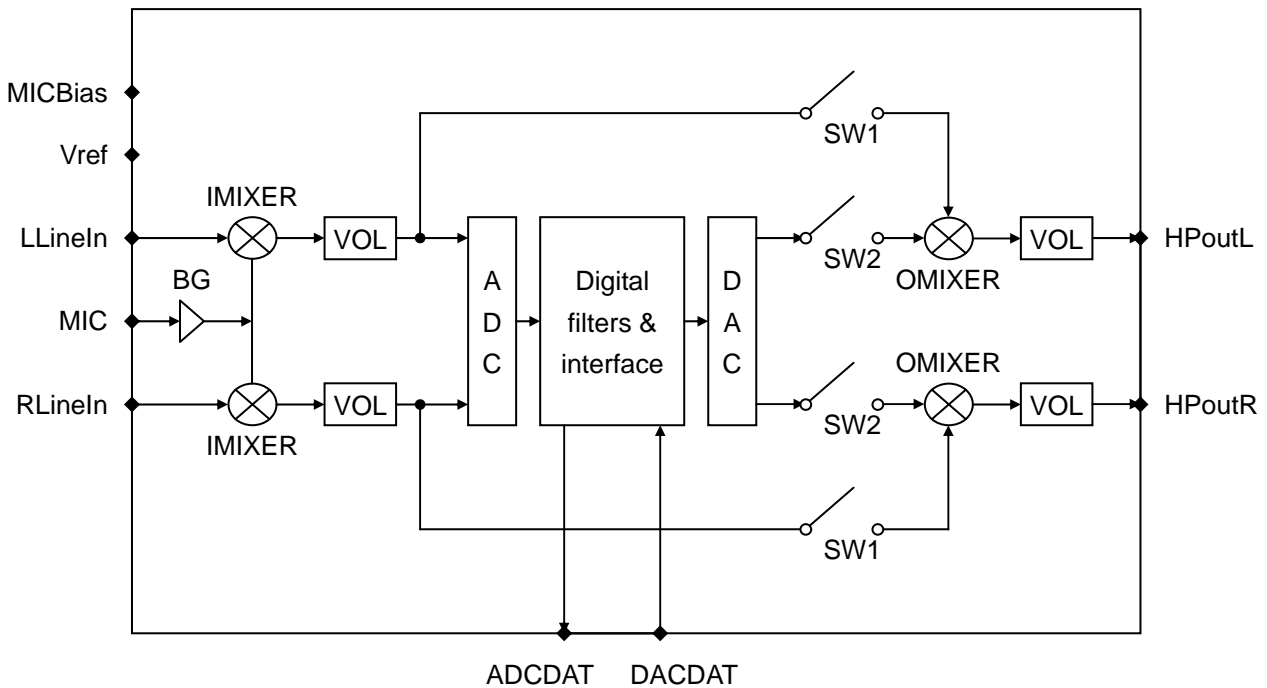 MICBias
Vref
LLineIn
MIC
RLineIn
IMIXER
BG
IMIXER
VOL
VOL
A
D
C
Digital
filters &
interface
D
A
C
SW1
SW2
SW2
SW1
OMIXER
OMIXER
VOL
VOL
HPoutL
HPoutR
ADCDAT
DACDAT